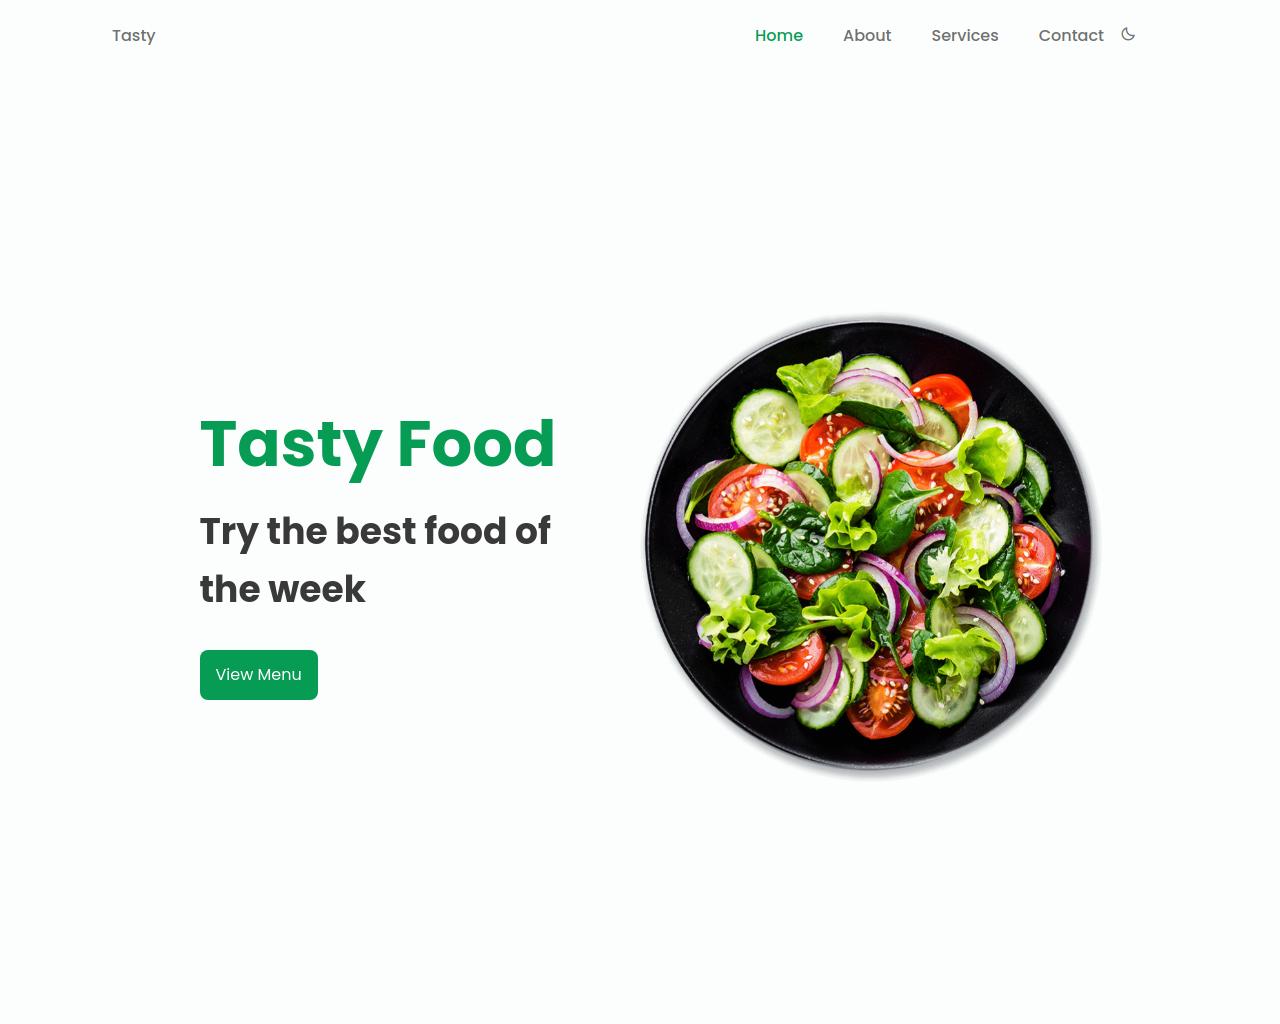 Tasty
Home About Services Contact
Tasty Food
Try the best food of
the week
View Menu